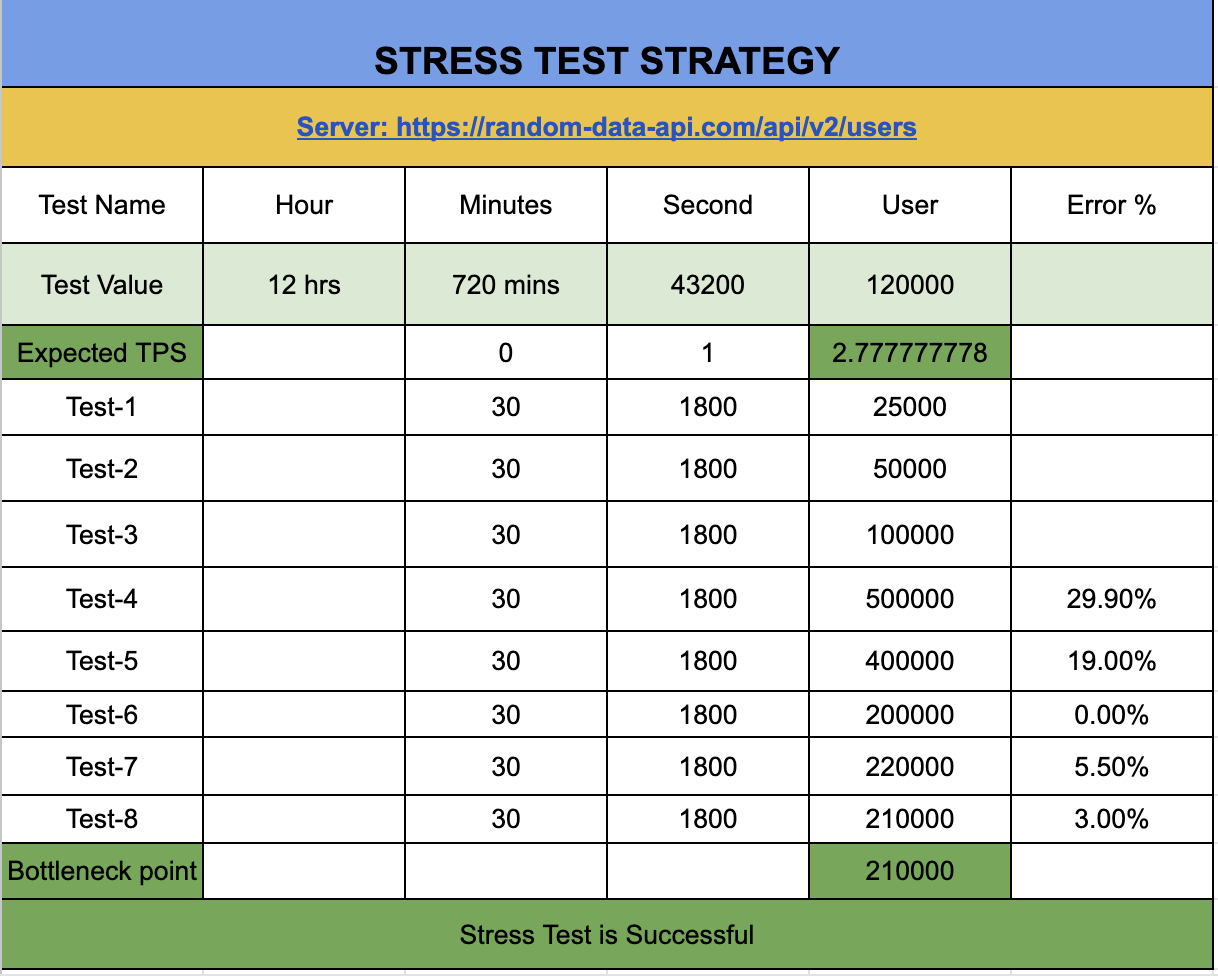 STRESS TEST STRATEGY
Server: https://random-data-api.com/api/v2/users
Test Name Hour Minutes Second User Error %
Test Value 12 hrs 720 mins 43200 120000
Expected TPS 0 1 2.777777778
Test-1 30 1800 25000
Test-2 30 1800 50000
Test-3 30 1800 100000
Test-4 30 1800 500000 29.90%
Test-5 30 1800 400000 19.00%
Test-6 30 1800 200000 0.00%
Test-7 30 1800 220000 5.50%
Test-8 30 1800 210000 3.00%
Bottleneck point 210000
Stress Test is Successful